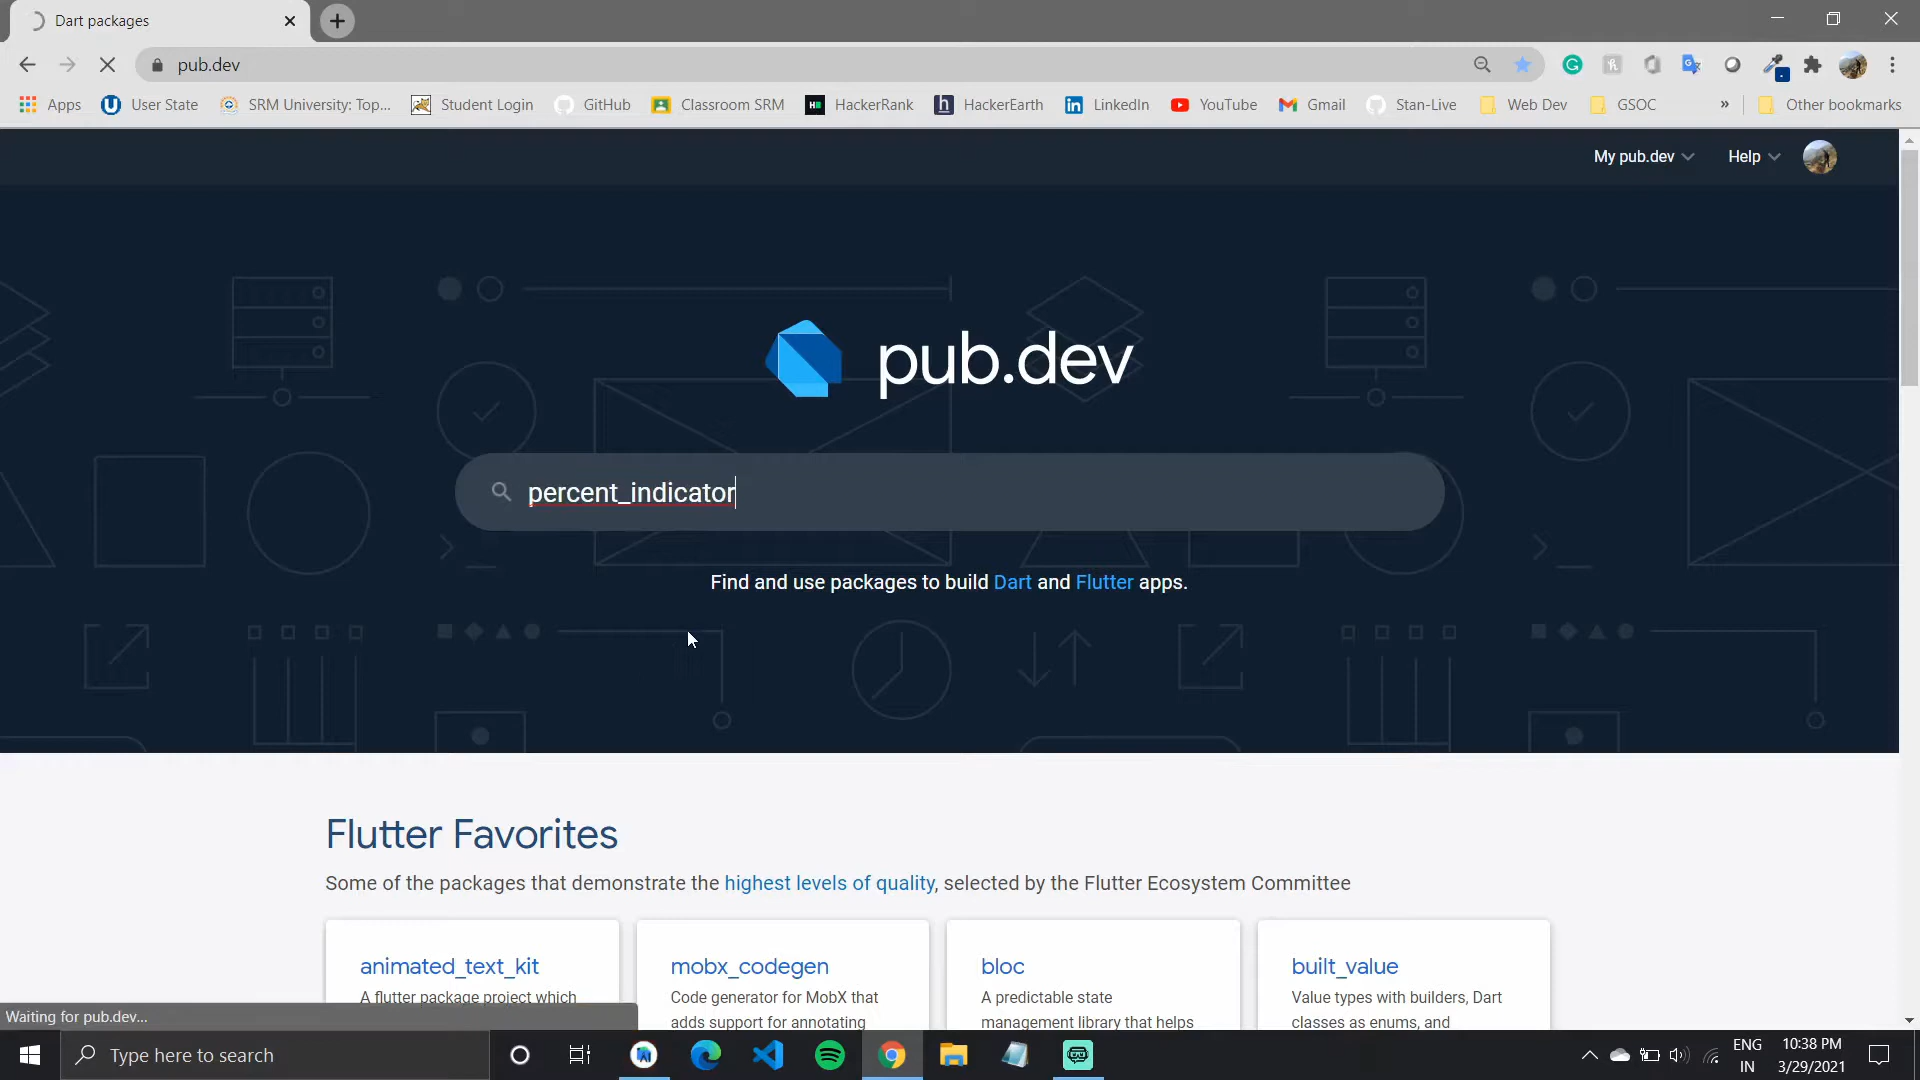 Dart packages
pub.dev
Apps User State SRM University: Top... Student Login GitHub Classroom SRM HackerRank HackerEarth LinkedIn YouTube Gmail Stan-Live Web Dev GSOC » Other bookmarks
My pub.dev Help
pub.dev
percent_indicator
Find and use packages to build Dart and Flutter apps.
Flutter Favorites
Some of the packages that demonstrate the highest levels of quality, selected by the Flutter Ecosystem Committee
animated_text_kit mobx_codegen bloc built_value
A flutter package project which Code generator for MobX that A predictable state Value types with builders, Dart
adds support for annotating management library that helps classes as enums, and
Waiting for pub.dev...
Type here to search
ENG 10:38 PM
IN 3/29/2021